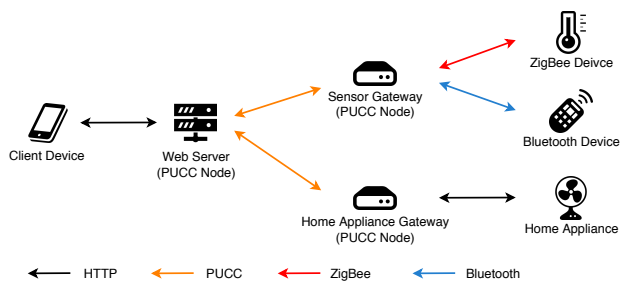 ZigBee Deivce
Sensor Gateway
(PUCC Node)
Bluetooth Device
Client Device
Web Server
(PUCC Node)
Home Appliance Gateway
(PUCC Node)
Home Appliance
HTTP
PUCC
ZigBee
Bluetooth